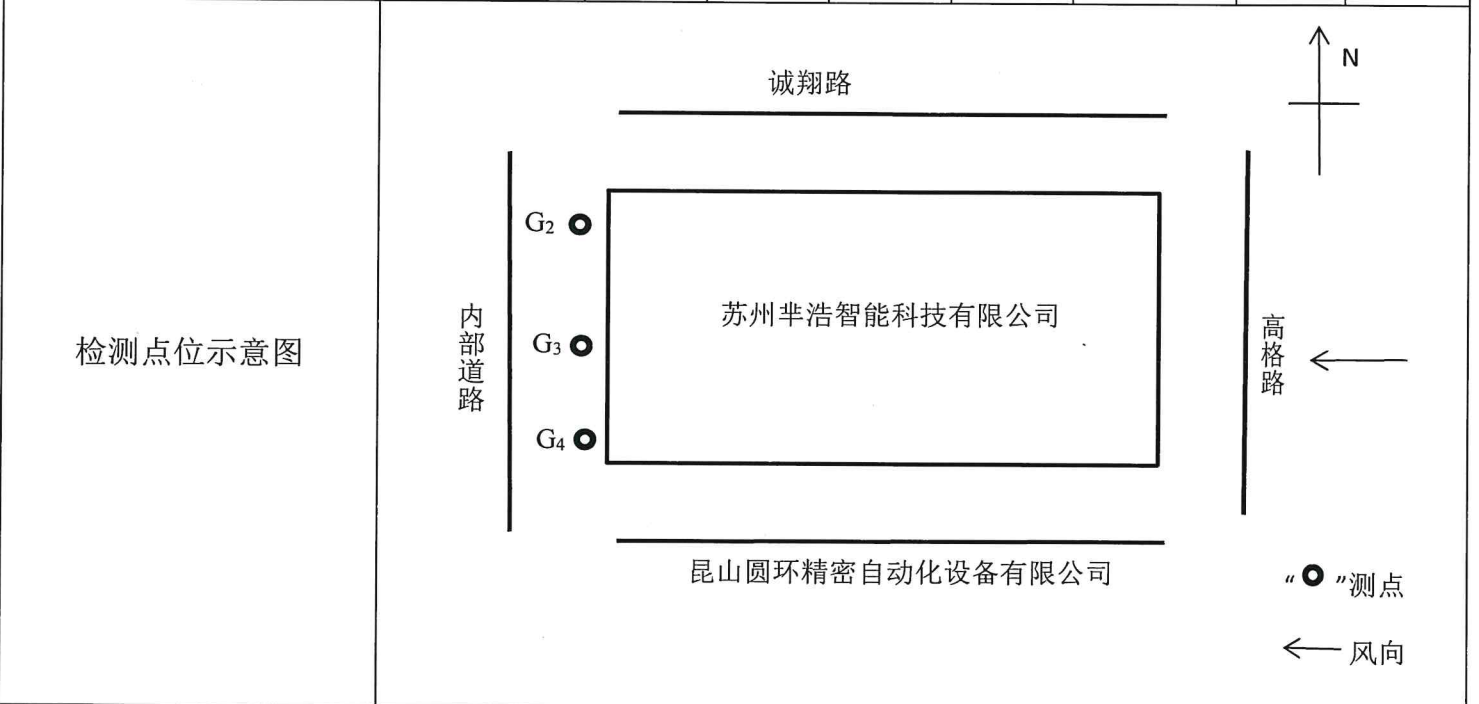 检测点位示意图
N
诚翔路
G2
苏州芈浩智能科技有限公司
内部道路
G3
高格路
G4
昆山圆环精密自动化设备有限公司
“ ”测点
风向